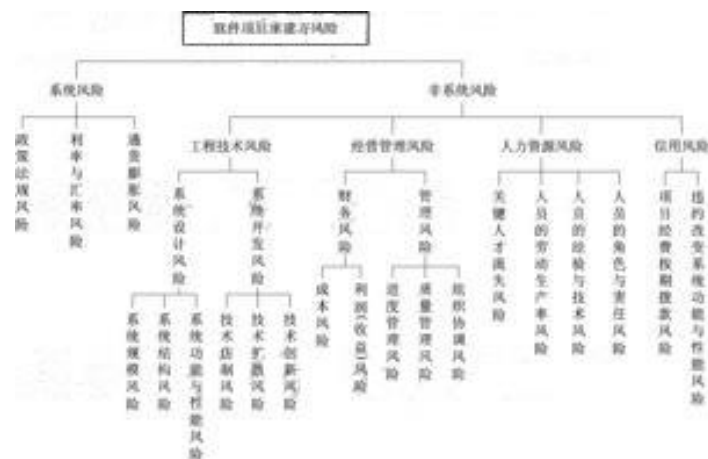 软件项目承建方风险
系统风险
非系统风险
政策法规风险
利率与汇率风险
通货膨胀风险
工程技术风险
经营管理风险
人力资源风险
信用风险
系统设计风险
系统开发风险
财务风险
管理风险
关键人才流失风险
人员的劳动生产率风险
人员的经验与技术风险
人员的角色与责任风险
项目经费按期拨款风险
违约改变系统功能与性能风险
系统规模风险
系统结构风险
系统功能与性能风险
技术
风险
技术扩散风险
技术创新风险
成本风险
利润(收益)风险
进度管理风险
质量管理风险
组织协调风险